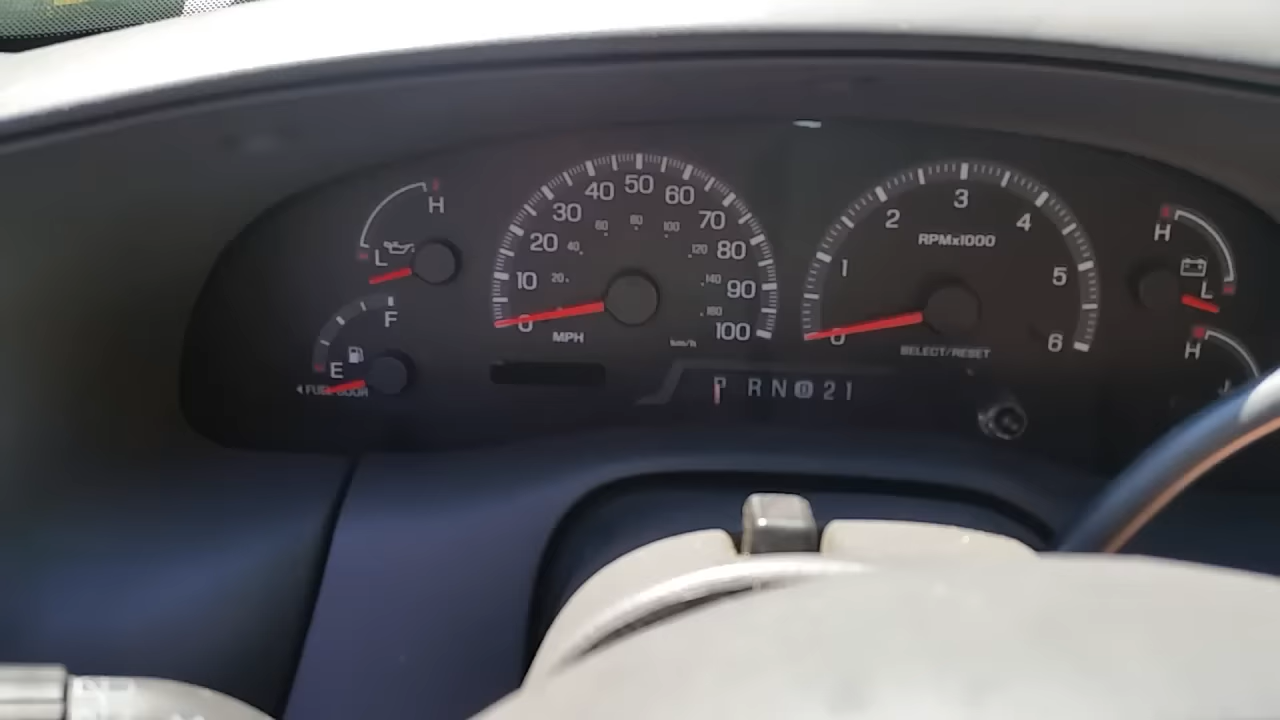 H
L
F
E
◄ FUEL DOOR
0 10 20 30 40 50 60 70 80 90 100
20 40 60 80 100 120 140 160
MPH
km/h
0 1 2 3 4 5 6
RPMx1000
SELECT/RESET
P R N D 2 1
H
L
H